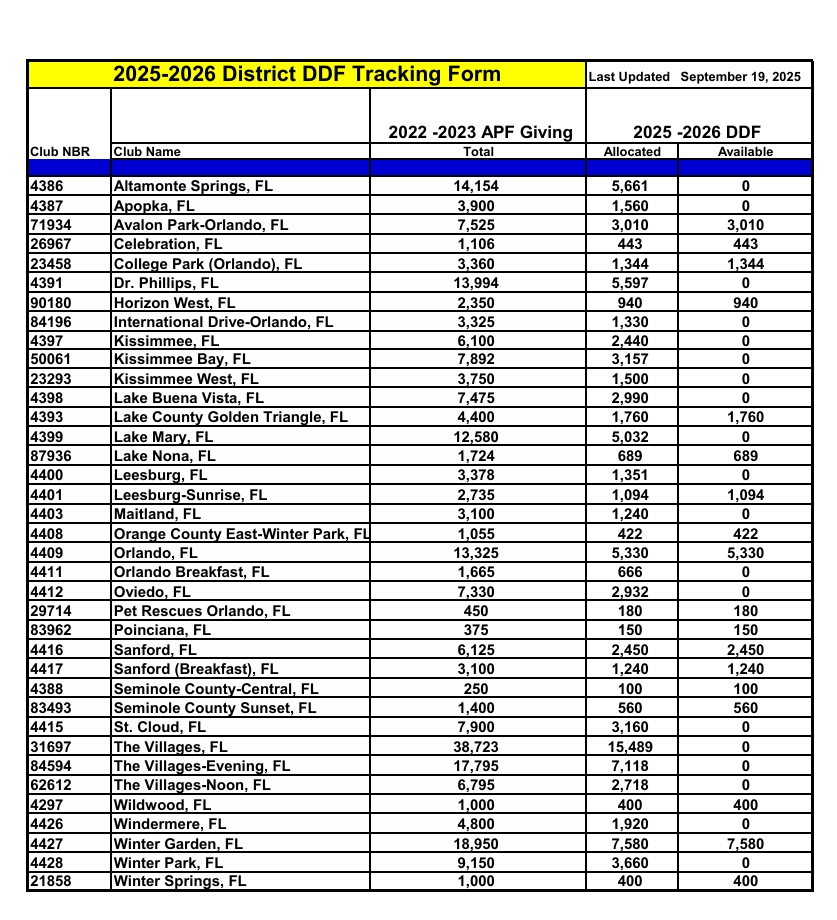 2025-2026 District DDF Tracking Form Last Updated September 19, 2025
2022 -2023 APF Giving 2025 -2026 DDF
Club NBR Club Name Total Allocated Available
4386 Altamonte Springs, FL 14,154 5,661 0
4387 Apopka, FL 3,900 1,560 0
71934 Avalon Park-Orlando, FL 7,525 3,010 3,010
26967 Celebration, FL 1,106 443 443
23458 College Park (Orlando), FL 3,360 1,344 1,344
4391 Dr. Phillips, FL 13,994 5,597 0
90180 Horizon West, FL 2,350 940 940
84196 International Drive-Orlando, FL 3,325 1,330 0
4397 Kissimmee, FL 6,100 2,440 0
50061 Kissimmee Bay, FL 7,892 3,157 0
23293 Kissimmee West, FL 3,750 1,500 0
4398 Lake Buena Vista, FL 7,475 2,990 0
4393 Lake County Golden Triangle, FL 4,400 1,760 1,760
4399 Lake Mary, FL 12,580 5,032 0
87936 Lake Nona, FL 1,724 689 689
4400 Leesburg, FL 3,378 1,351 0
4401 Leesburg-Sunrise, FL 2,735 1,094 1,094
4403 Maitland, FL 3,100 1,240 0
4408 Orange County East-Winter Park, FL 1,055 422 422
4409 Orlando, FL 13,325 5,330 5,330
4411 Orlando Breakfast, FL 1,665 666 0
4412 Oviedo, FL 7,330 2,932 0
29714 Pet Rescues Orlando, FL 450 180 180
83962 Poinciana, FL 375 150 150
4416 Sanford, FL 6,125 2,450 2,450
4417 Sanford (Breakfast), FL 3,100 1,240 1,240
4388 Seminole County-Central, FL 250 100 100
83493 Seminole County Sunset, FL 1,400 560 560
4415 St. Cloud, FL 7,900 3,160 0
31697 The Villages, FL 38,723 15,489 0
84594 The Villages-Evening, FL 17,795 7,118 0
62612 The Villages-Noon, FL 6,795 2,718 0
4297 Wildwood, FL 1,000 400 400
4426 Windermere, FL 4,800 1,920 0
4427 Winter Garden, FL 18,950 7,580 7,580
4428 Winter Park, FL 9,150 3,660 0
21858 Winter Springs, FL 1,000 400 400